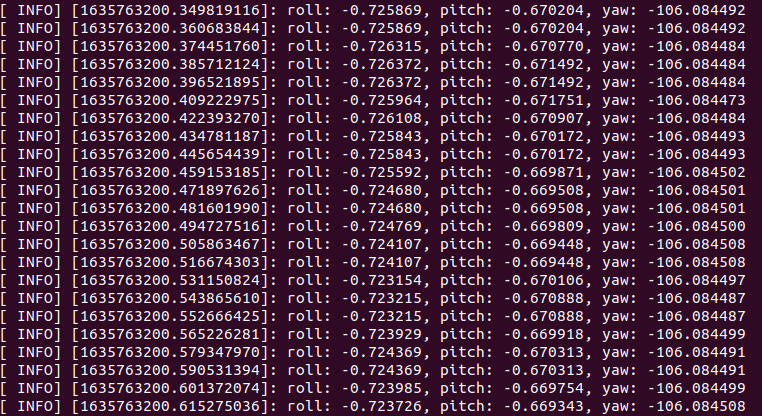 [ INFO] [1635763200.349819116]: roll: -0.725869, pitch: -0.670204, yaw: -106.084492
[ INFO] [1635763200.360683844]: roll: -0.725869, pitch: -0.670204, yaw: -106.084492
[ INFO] [1635763200.374451760]: roll: -0.726315, pitch: -0.670770, yaw: -106.084484
[ INFO] [1635763200.385712124]: roll: -0.726372, pitch: -0.671492, yaw: -106.084484
[ INFO] [1635763200.396521895]: roll: -0.726372, pitch: -0.671492, yaw: -106.084484
[ INFO] [1635763200.409222975]: roll: -0.725964, pitch: -0.671751, yaw: -106.084473
[ INFO] [1635763200.422393270]: roll: -0.726108, pitch: -0.670907, yaw: -106.084484
[ INFO] [1635763200.434781187]: roll: -0.725843, pitch: -0.670172, yaw: -106.084493
[ INFO] [1635763200.445654439]: roll: -0.725843, pitch: -0.670172, yaw: -106.084493
[ INFO] [1635763200.459153185]: roll: -0.725592, pitch: -0.669871, yaw: -106.084502
[ INFO] [1635763200.471897626]: roll: -0.724680, pitch: -0.669508, yaw: -106.084501
[ INFO] [1635763200.481601990]: roll: -0.724680, pitch: -0.669508, yaw: -106.084501
[ INFO] [1635763200.494727516]: roll: -0.724769, pitch: -0.669809, yaw: -106.084500
[ INFO] [1635763200.505863467]: roll: -0.724107, pitch: -0.669448, yaw: -106.084508
[ INFO] [1635763200.516674303]: roll: -0.724107, pitch: -0.669448, yaw: -106.084508
[ INFO] [1635763200.531150824]: roll: -0.723154, pitch: -0.670106, yaw: -106.084497
[ INFO] [1635763200.543865610]: roll: -0.723215, pitch: -0.670888, yaw: -106.084487
[ INFO] [1635763200.552666425]: roll: -0.723215, pitch: -0.670888, yaw: -106.084487
[ INFO] [1635763200.565226281]: roll: -0.723929, pitch: -0.669918, yaw: -106.084499
[ INFO] [1635763200.579347970]: roll: -0.724369, pitch: -0.670313, yaw: -106.084491
[ INFO] [1635763200.590531394]: roll: -0.724369, pitch: -0.670313, yaw: -106.084491
[ INFO] [1635763200.601372074]: roll: -0.723985, pitch: -0.669754, yaw: -106.084499
[ INFO] [1635763200.615275036]: roll: -0.723726, pitch: -0.669343, yaw: -106.084508